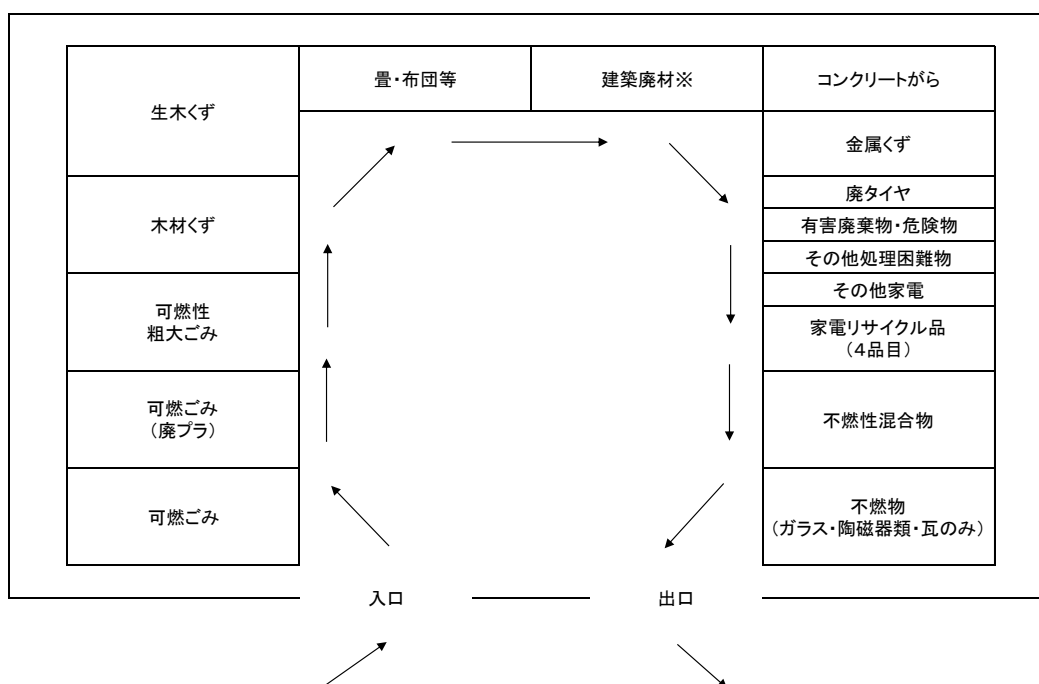 畳・布団等
建築廃材※
コンクリートがら
生木くず
金属くず
廃タイヤ
木材くず
有害廃棄物・危険物
その他処理困難物
その他家電
可燃性
粗大ごみ
家電リサイクル品
（４品目）
可燃ごみ
（廃プラ）
不燃性混合物
可燃ごみ
不燃物
（ガラス・陶磁器類・瓦のみ）
入口
出口